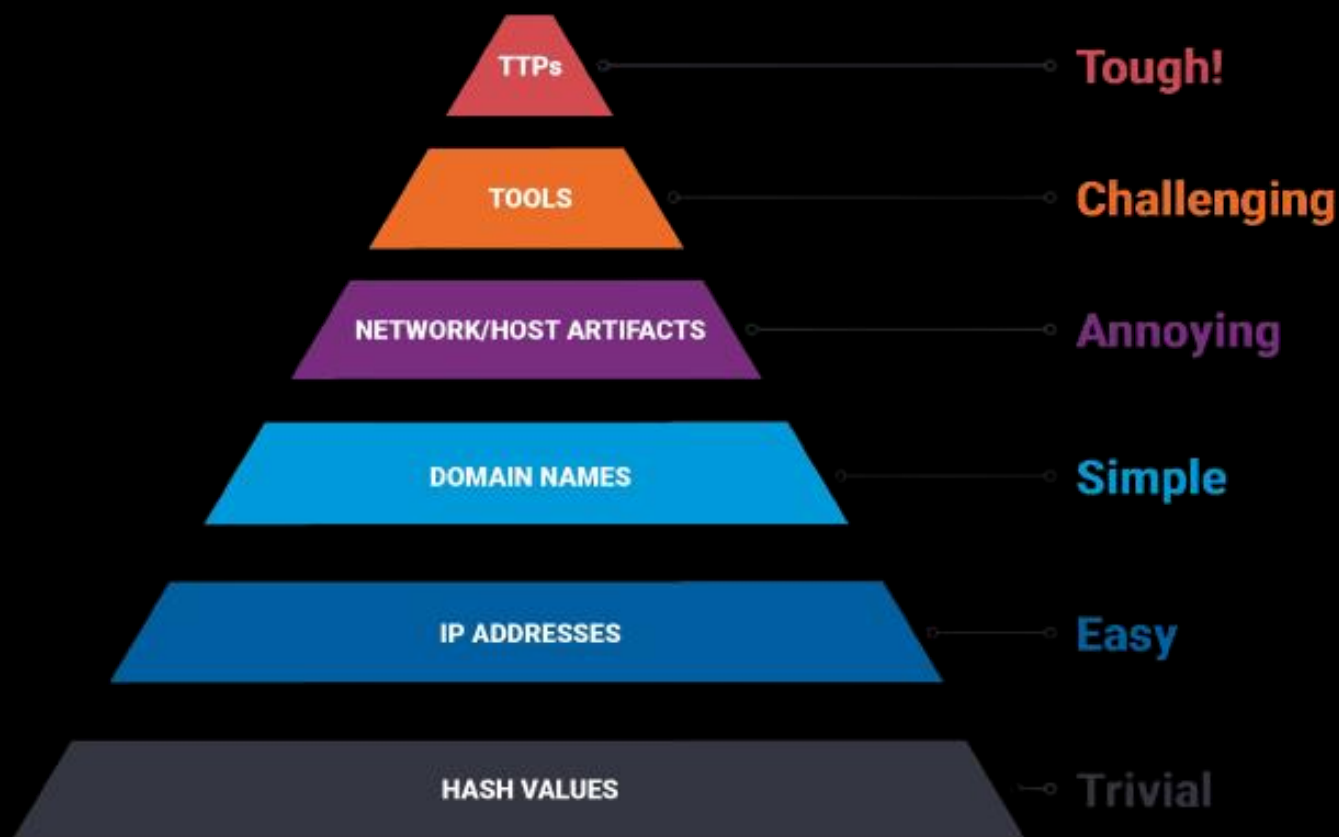 TTPs
Tough!
TOOLS
Challenging
NETWORK/HOST ARTIFACTS
Annoying
DOMAIN NAMES
Simple
IP ADDRESSES
Easy
HASH VALUES
Trivial